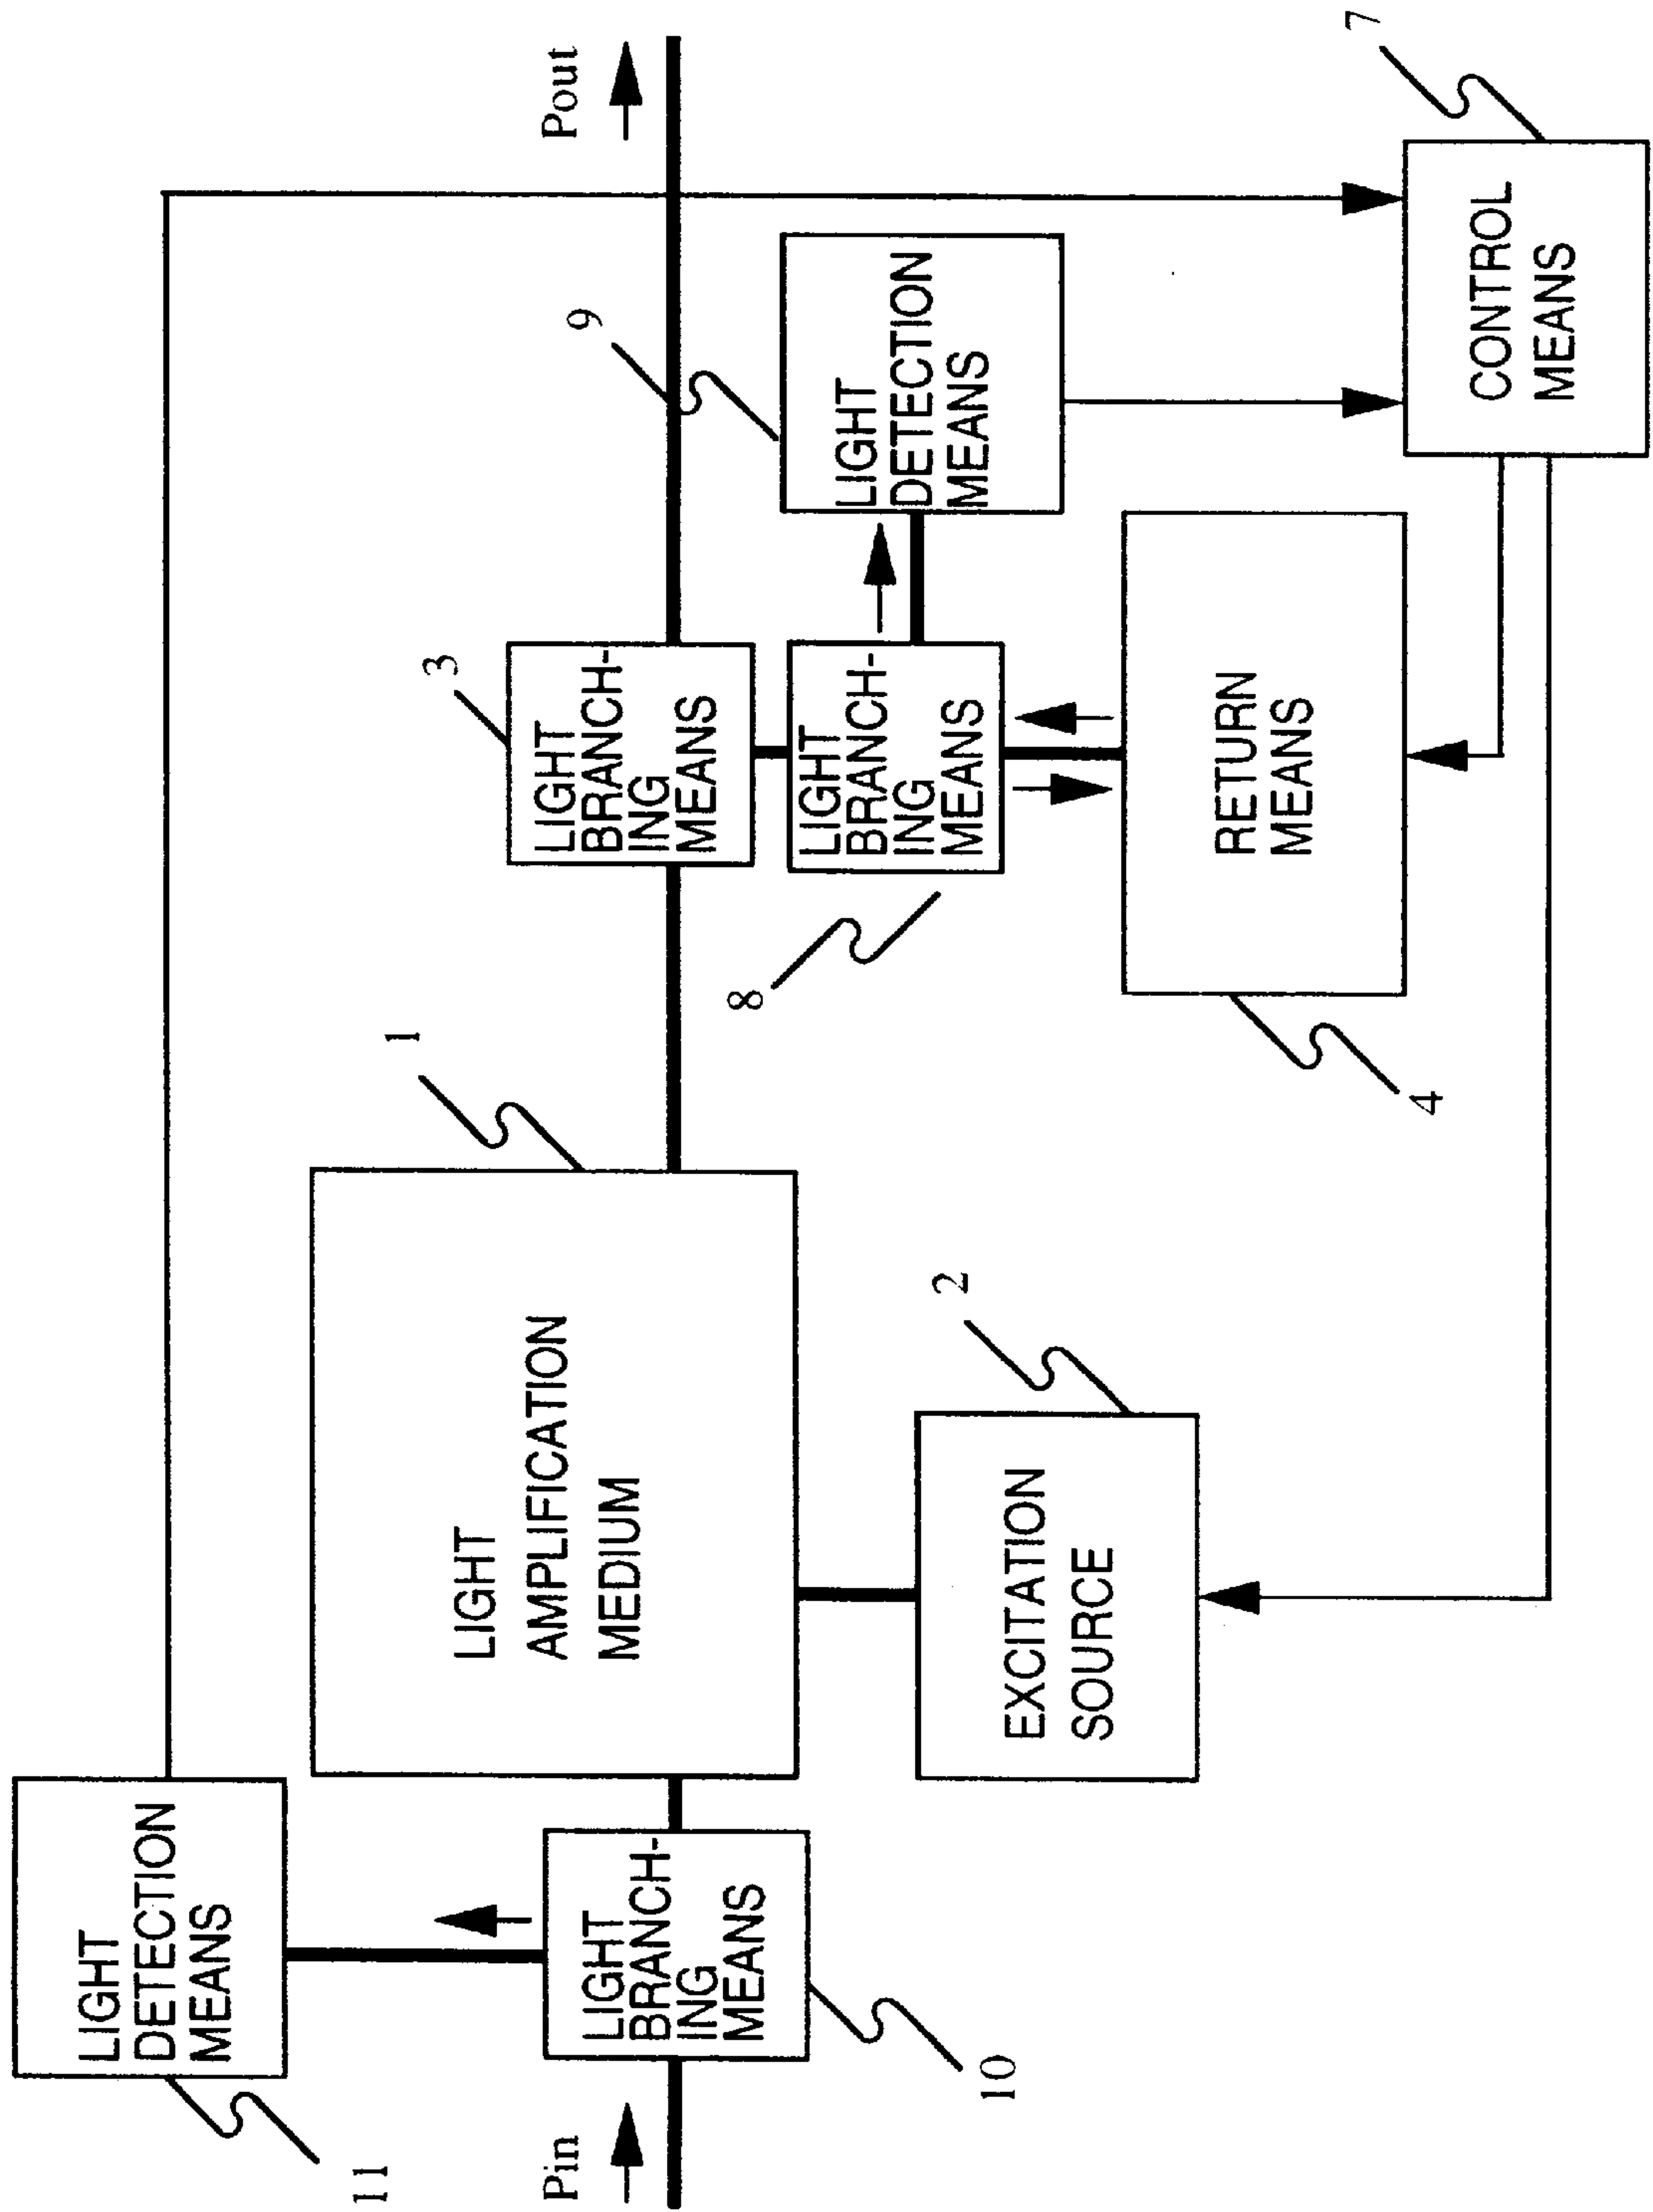 11
LIGHT
DETECTION
MEANS
Pin
LIGHT
BRANCH-
ING
MEANS
10
1
LIGHT
AMPLIFICATION
MEDIUM
2
EXCITATION
SOURCE
3
LIGHT
BRANCH-
ING
MEANS
Pout
8
LIGHT
BRANCH-
ING
MEANS
9
LIGHT
DETECTION
MEANS
4
RETURN
MEANS
7
CONTROL
MEANS